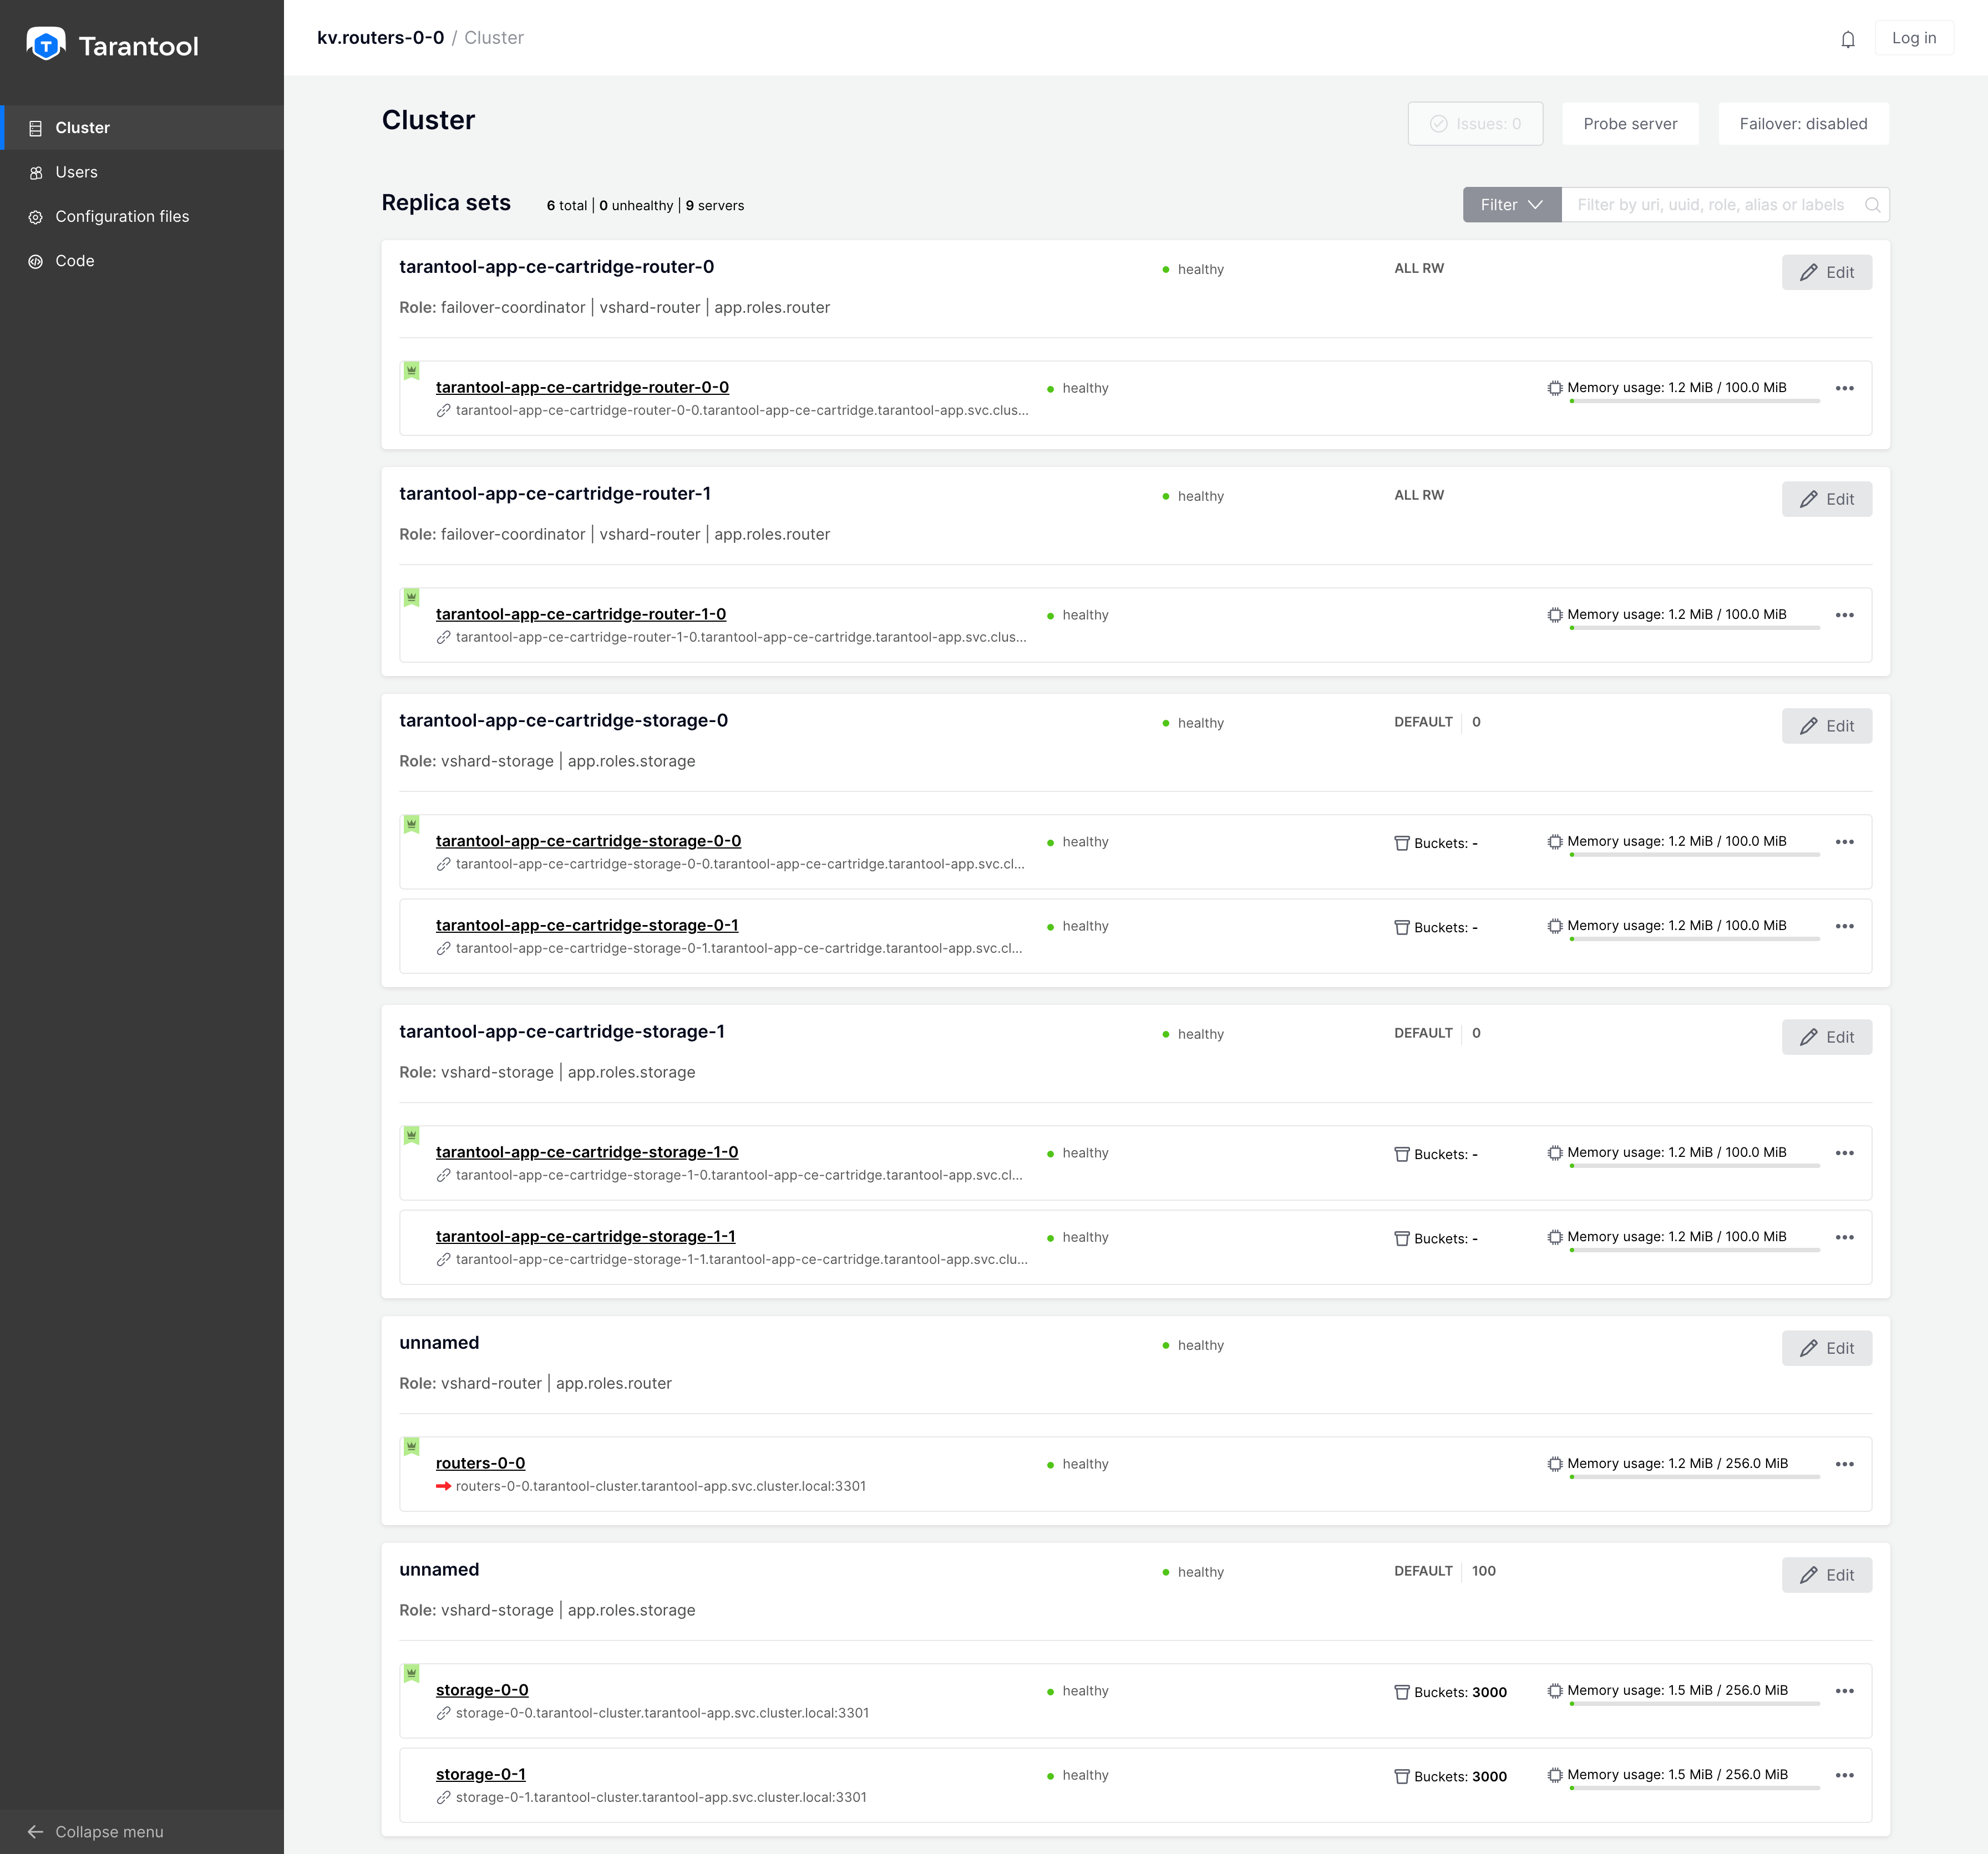 Tarantool
kv.routers-0-0 / Cluster
Log in
Cluster
Users
Configuration files
Code
Collapse menu
Cluster
Issues: 0
Probe server
Failover: disabled
Replica sets
6 total | 0 unhealthy | 9 servers
Filter
Filter by uri, uuid, role, alias or labels
tarantool-app-ce-cartridge-router-0
healthy
ALL RW
Edit
Role: failover-coordinator | vshard-router | app.roles.router
tarantool-app-ce-cartridge-router-0-0
healthy
Memory usage: 1.2 MiB / 100.0 MiB
tarantool-app-ce-cartridge-router-0-0.tarantool-app-ce-cartridge.tarantool-app.svc.clus...
tarantool-app-ce-cartridge-router-1
healthy
ALL RW
Edit
Role: failover-coordinator | vshard-router | app.roles.router
tarantool-app-ce-cartridge-router-1-0
healthy
Memory usage: 1.2 MiB / 100.0 MiB
tarantool-app-ce-cartridge-router-1-0.tarantool-app-ce-cartridge.tarantool-app.svc.clus...
tarantool-app-ce-cartridge-storage-0
healthy
DEFAULT | 0
Edit
Role: vshard-storage | app.roles.storage
tarantool-app-ce-cartridge-storage-0-0
healthy
Buckets: -
Memory usage: 1.2 MiB / 100.0 MiB
tarantool-app-ce-cartridge-storage-0-0.tarantool-app-ce-cartridge.tarantool-app.svc.cl...
tarantool-app-ce-cartridge-storage-0-1
healthy
Buckets: -
Memory usage: 1.2 MiB / 100.0 MiB
tarantool-app-ce-cartridge-storage-0-1.tarantool-app-ce-cartridge.tarantool-app.svc.cl...
tarantool-app-ce-cartridge-storage-1
healthy
DEFAULT | 0
Edit
Role: vshard-storage | app.roles.storage
tarantool-app-ce-cartridge-storage-1-0
healthy
Buckets: -
Memory usage: 1.2 MiB / 100.0 MiB
tarantool-app-ce-cartridge-storage-1-0.tarantool-app-ce-cartridge.tarantool-app.svc.cl...
tarantool-app-ce-cartridge-storage-1-1
healthy
Buckets: -
Memory usage: 1.2 MiB / 100.0 MiB
tarantool-app-ce-cartridge-storage-1-1.tarantool-app-ce-cartridge.tarantool-app.svc.clu...
unnamed
healthy
Edit
Role: vshard-router | app.roles.router
routers-0-0
healthy
Memory usage: 1.2 MiB / 256.0 MiB
routers-0-0.tarantool-cluster.tarantool-app.svc.cluster.local:3301
unnamed
healthy
DEFAULT | 100
Edit
Role: vshard-storage | app.roles.storage
storage-0-0
healthy
Buckets: 3000
Memory usage: 1.5 MiB / 256.0 MiB
storage-0-0.tarantool-cluster.tarantool-app.svc.cluster.local:3301
storage-0-1
healthy
Buckets: 3000
Memory usage: 1.5 MiB / 256.0 MiB
storage-0-1.tarantool-cluster.tarantool-app.svc.cluster.local:3301